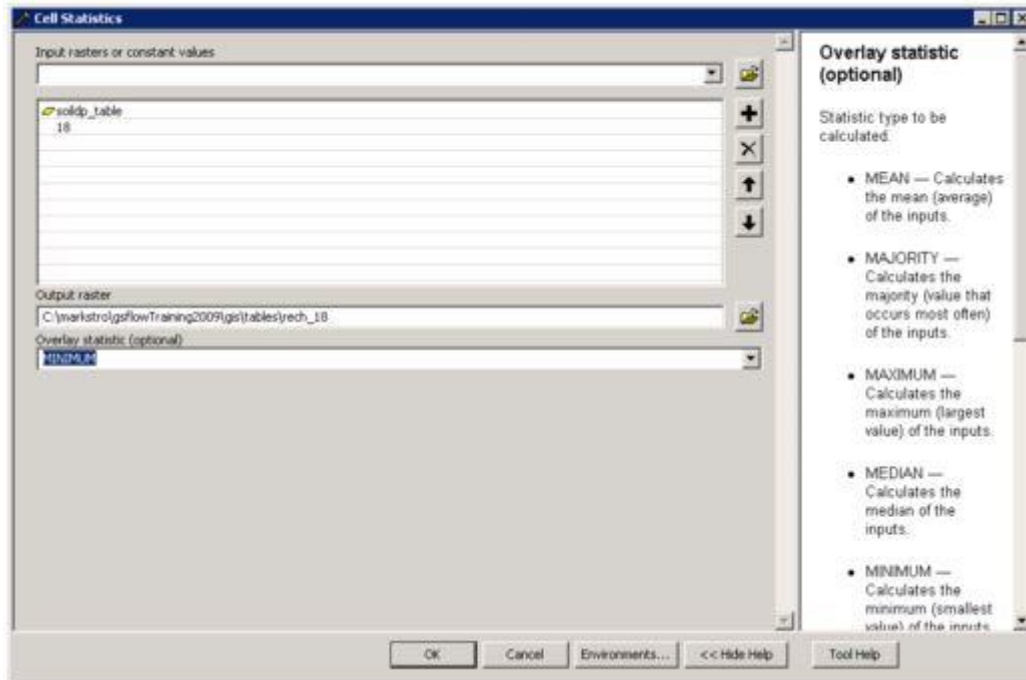 Cell Statistics
Input rasters or constant values
soildp_table
18
Output raster
C:\markstro\gsflowTraining2009\gis\tables\rech_18
Overlay statistic (optional)
MINIMUM
Overlay statistic
(optional)
Statistic type to be
calculated.
• MEAN — Calculates
the mean (average)
of the inputs.
• MAJORITY —
Calculates the
majority (value that
occurs most often)
of the inputs.
• MAXIMUM —
Calculates the
maximum (largest
value) of the inputs.
• MEDIAN —
Calculates the
median of the
inputs.
• MINIMUM —
Calculates the
minimum (smallest
value) of the inputs
OK
Cancel
Environments...
<< Hide Help
Tool Help